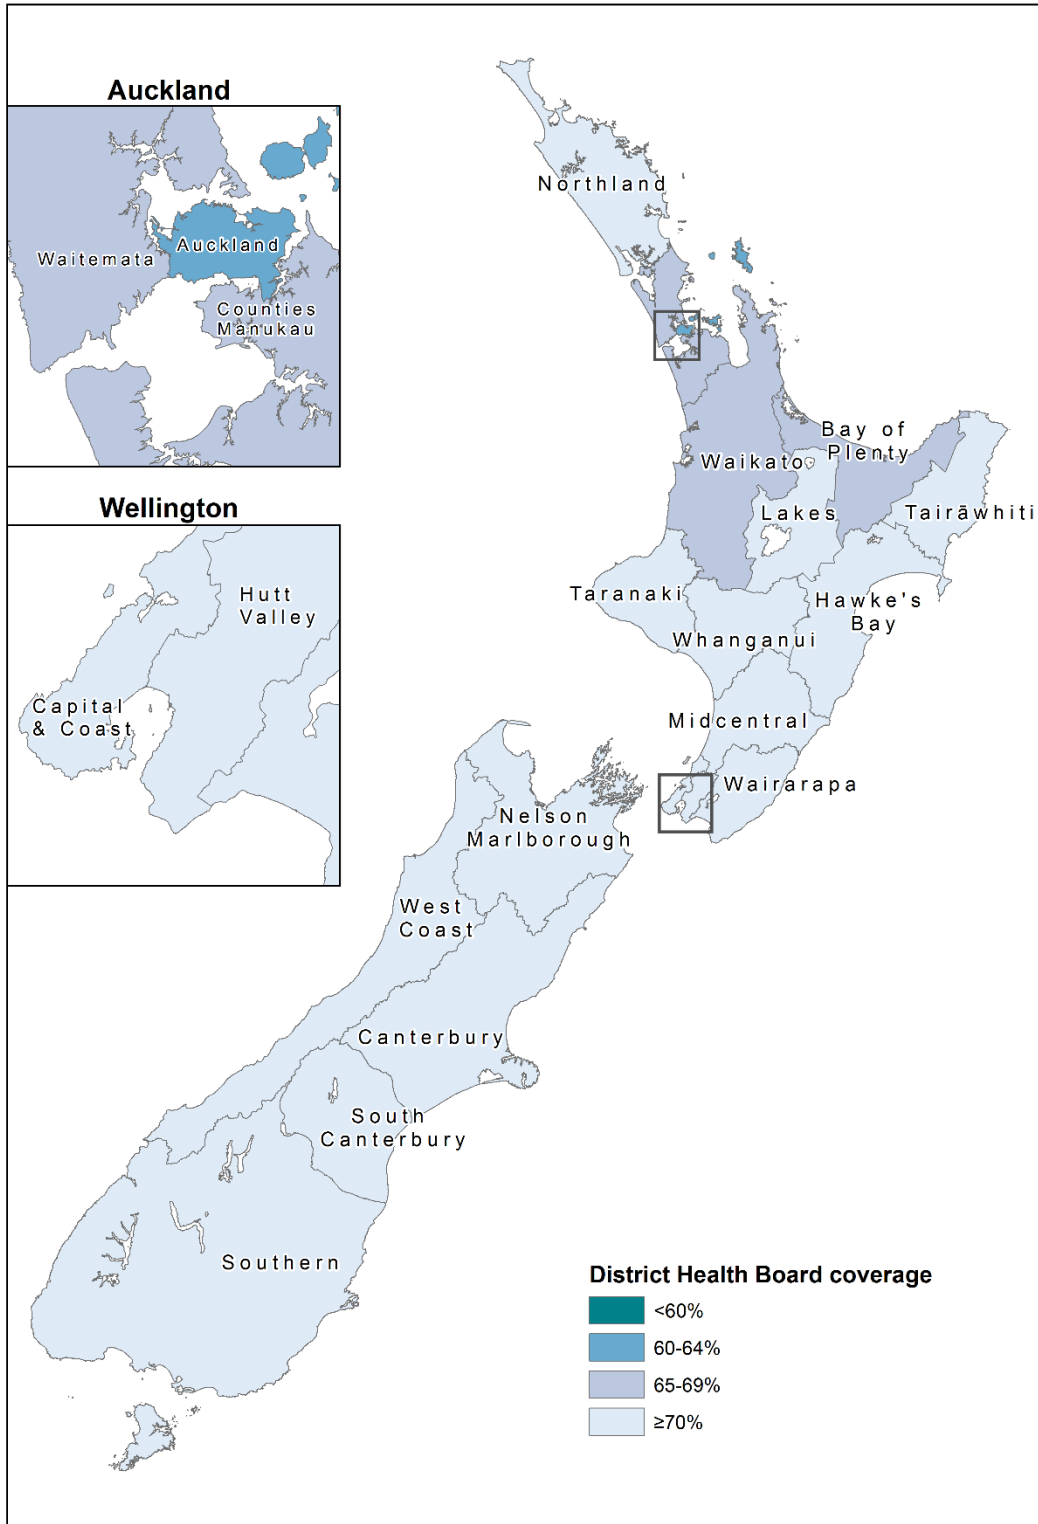 Auckland
Waitemata
Auckland
Counties
Manukau
Wellington
Hutt
Valley
Capital
& Coast
Northland
Bay of
Plenty
Waikato
Lakes
Tairāwhiti
Taranaki
Hawke's
Bay
Whanganui
Midcentral
Wairarapa
Nelson
Marlborough
West
Coast
Canterbury
South
Canterbury
Southern
District Health Board coverage
<60%
60-64%
65-69%
≥70%